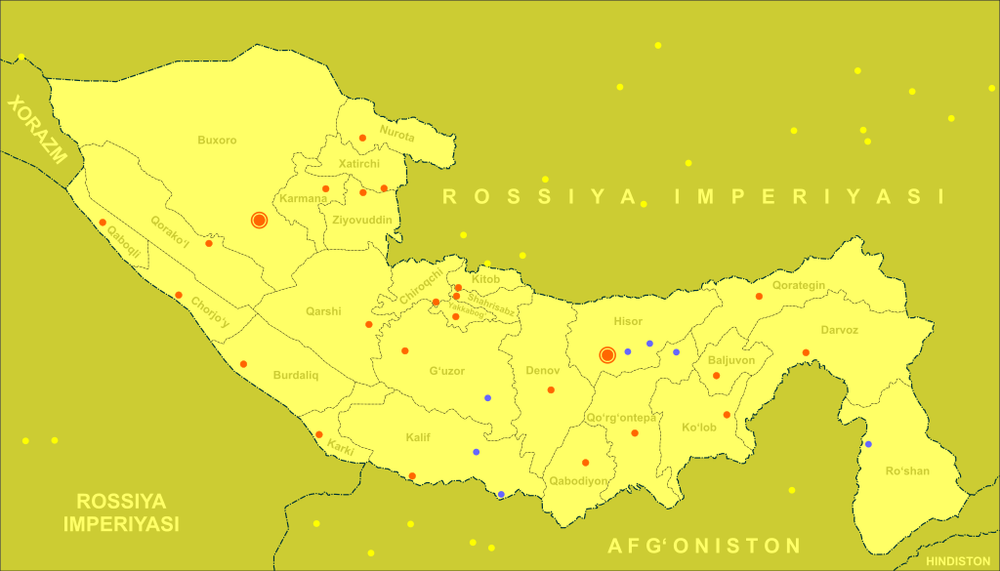 XORAZM
Buxoro
Nurota
Xatirchi
Karmana
Ziyovuddin
ROSSIYA IMPERIYASI
Qorako'l
Qaboqli
Chorjo'y
Qarshi
Chiroqchi
Kitob
Shahrisabz
Yakkabog'
Qorategin
Hisor
Darvoz
Baljuvon
G'uzor
Denov
Burdaliq
Qo'rg'ontepa
Ko'lob
Kalif
Karki
Qabodiyon
Ro'shan
ROSSIYA
IMPERIYASI
AFG'ONISTON
HINDISTON